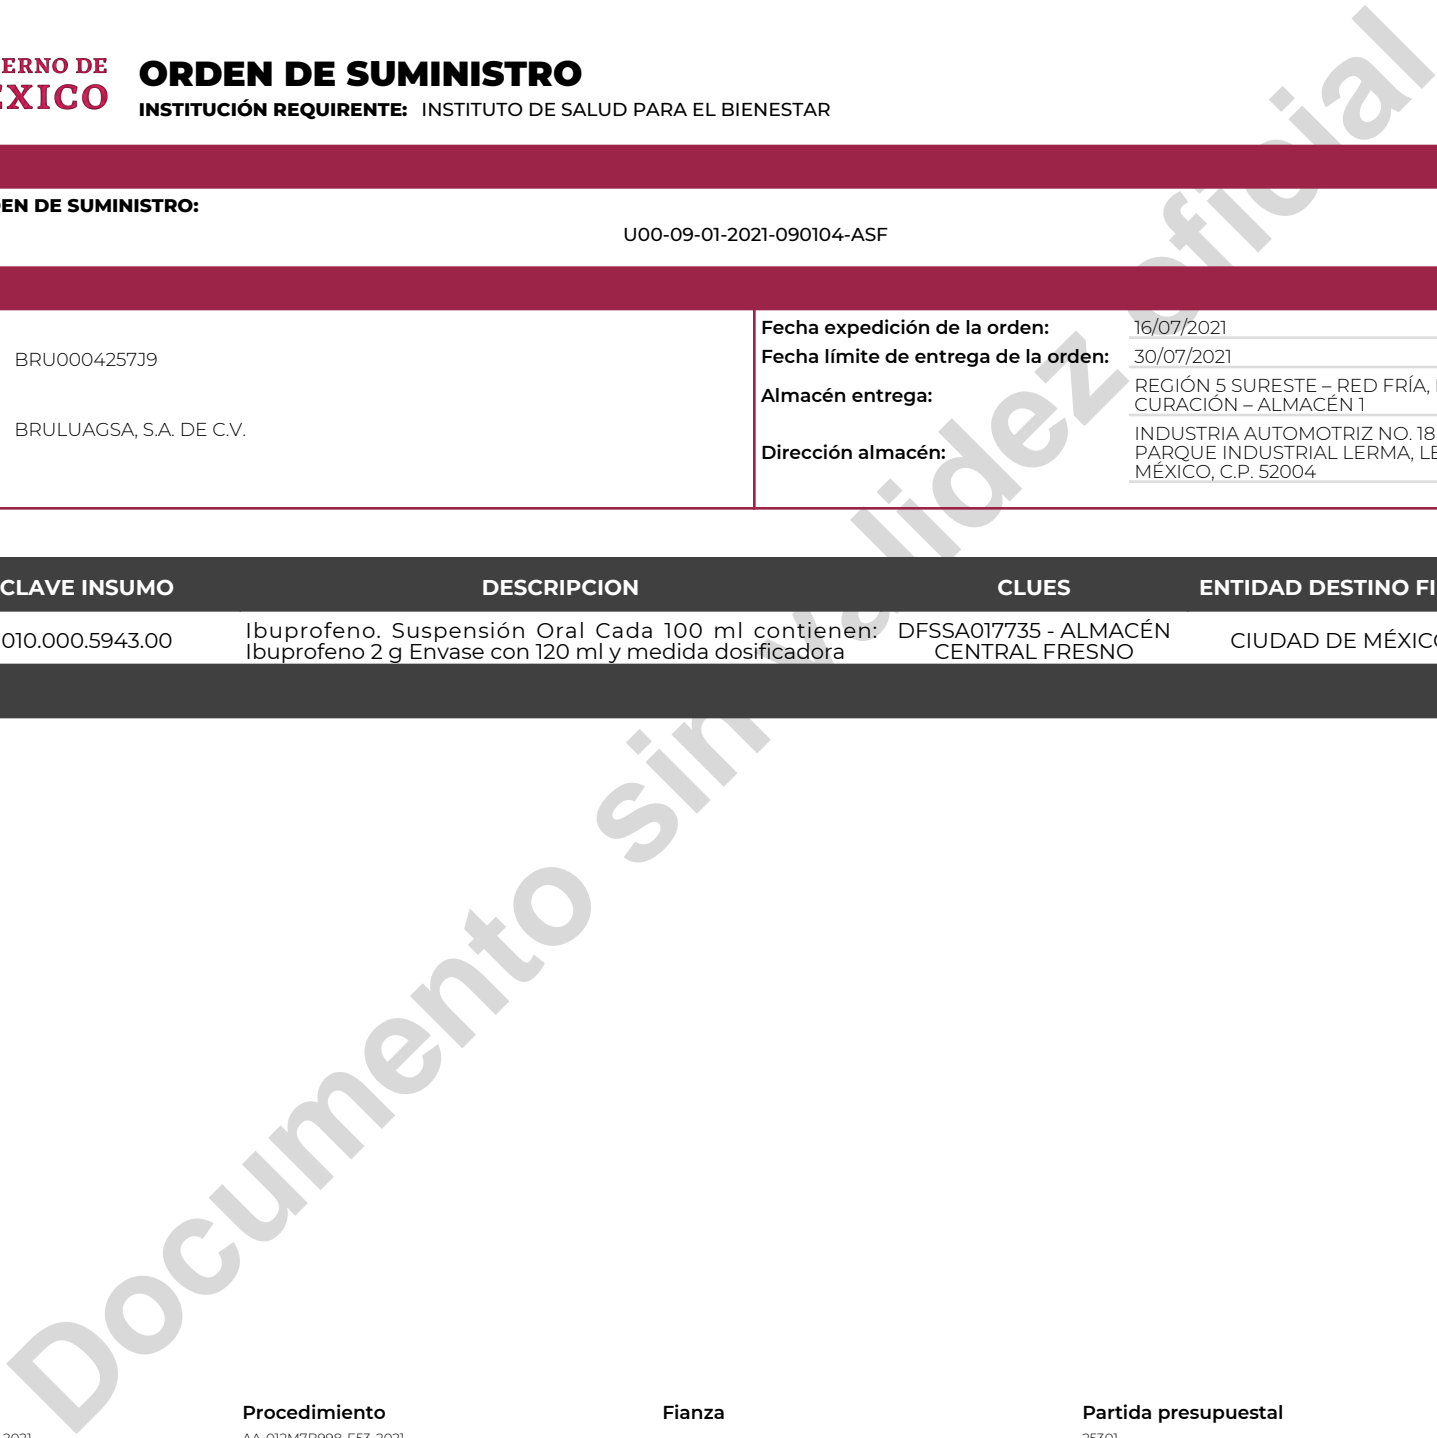 ERNO DE
ÉXICO
ORDEN DE SUMINISTRO
INSTITUCIÓN REQUIRENTE: INSTITUTO DE SALUD PARA EL BIENESTAR
EN DE SUMINISTRO:
U00-09-01-2021-090104-ASF
BRU0004257J9
BRULUAGSA, S.A. DE C.V.
Fecha expedición de la orden: 16/07/2021
Fecha límite de entrega de la orden: 30/07/2021
Almacén entrega: REGIÓN 5 SURESTE – RED FRÍA,
CURACIÓN – ALMACÉN 1
Dirección almacén: INDUSTRIA AUTOMOTRIZ NO. 18
PARQUE INDUSTRIAL LERMA, LE
MÉXICO, C.P. 52004
CLAVE INSUMO DESCRIPCION CLUES ENTIDAD DESTINO FI
010.000.5943.00 Ibuprofeno. Suspensión Oral Cada 100 ml contienen: DFSSA017735 - ALMACÉN CIUDAD DE MÉXICO
Ibuprofeno 2 g Envase con 120 ml y medida dosificadora CENTRAL FRESNO
Documento sin validez oficial
Procedimiento Fianza Partida presupuestal